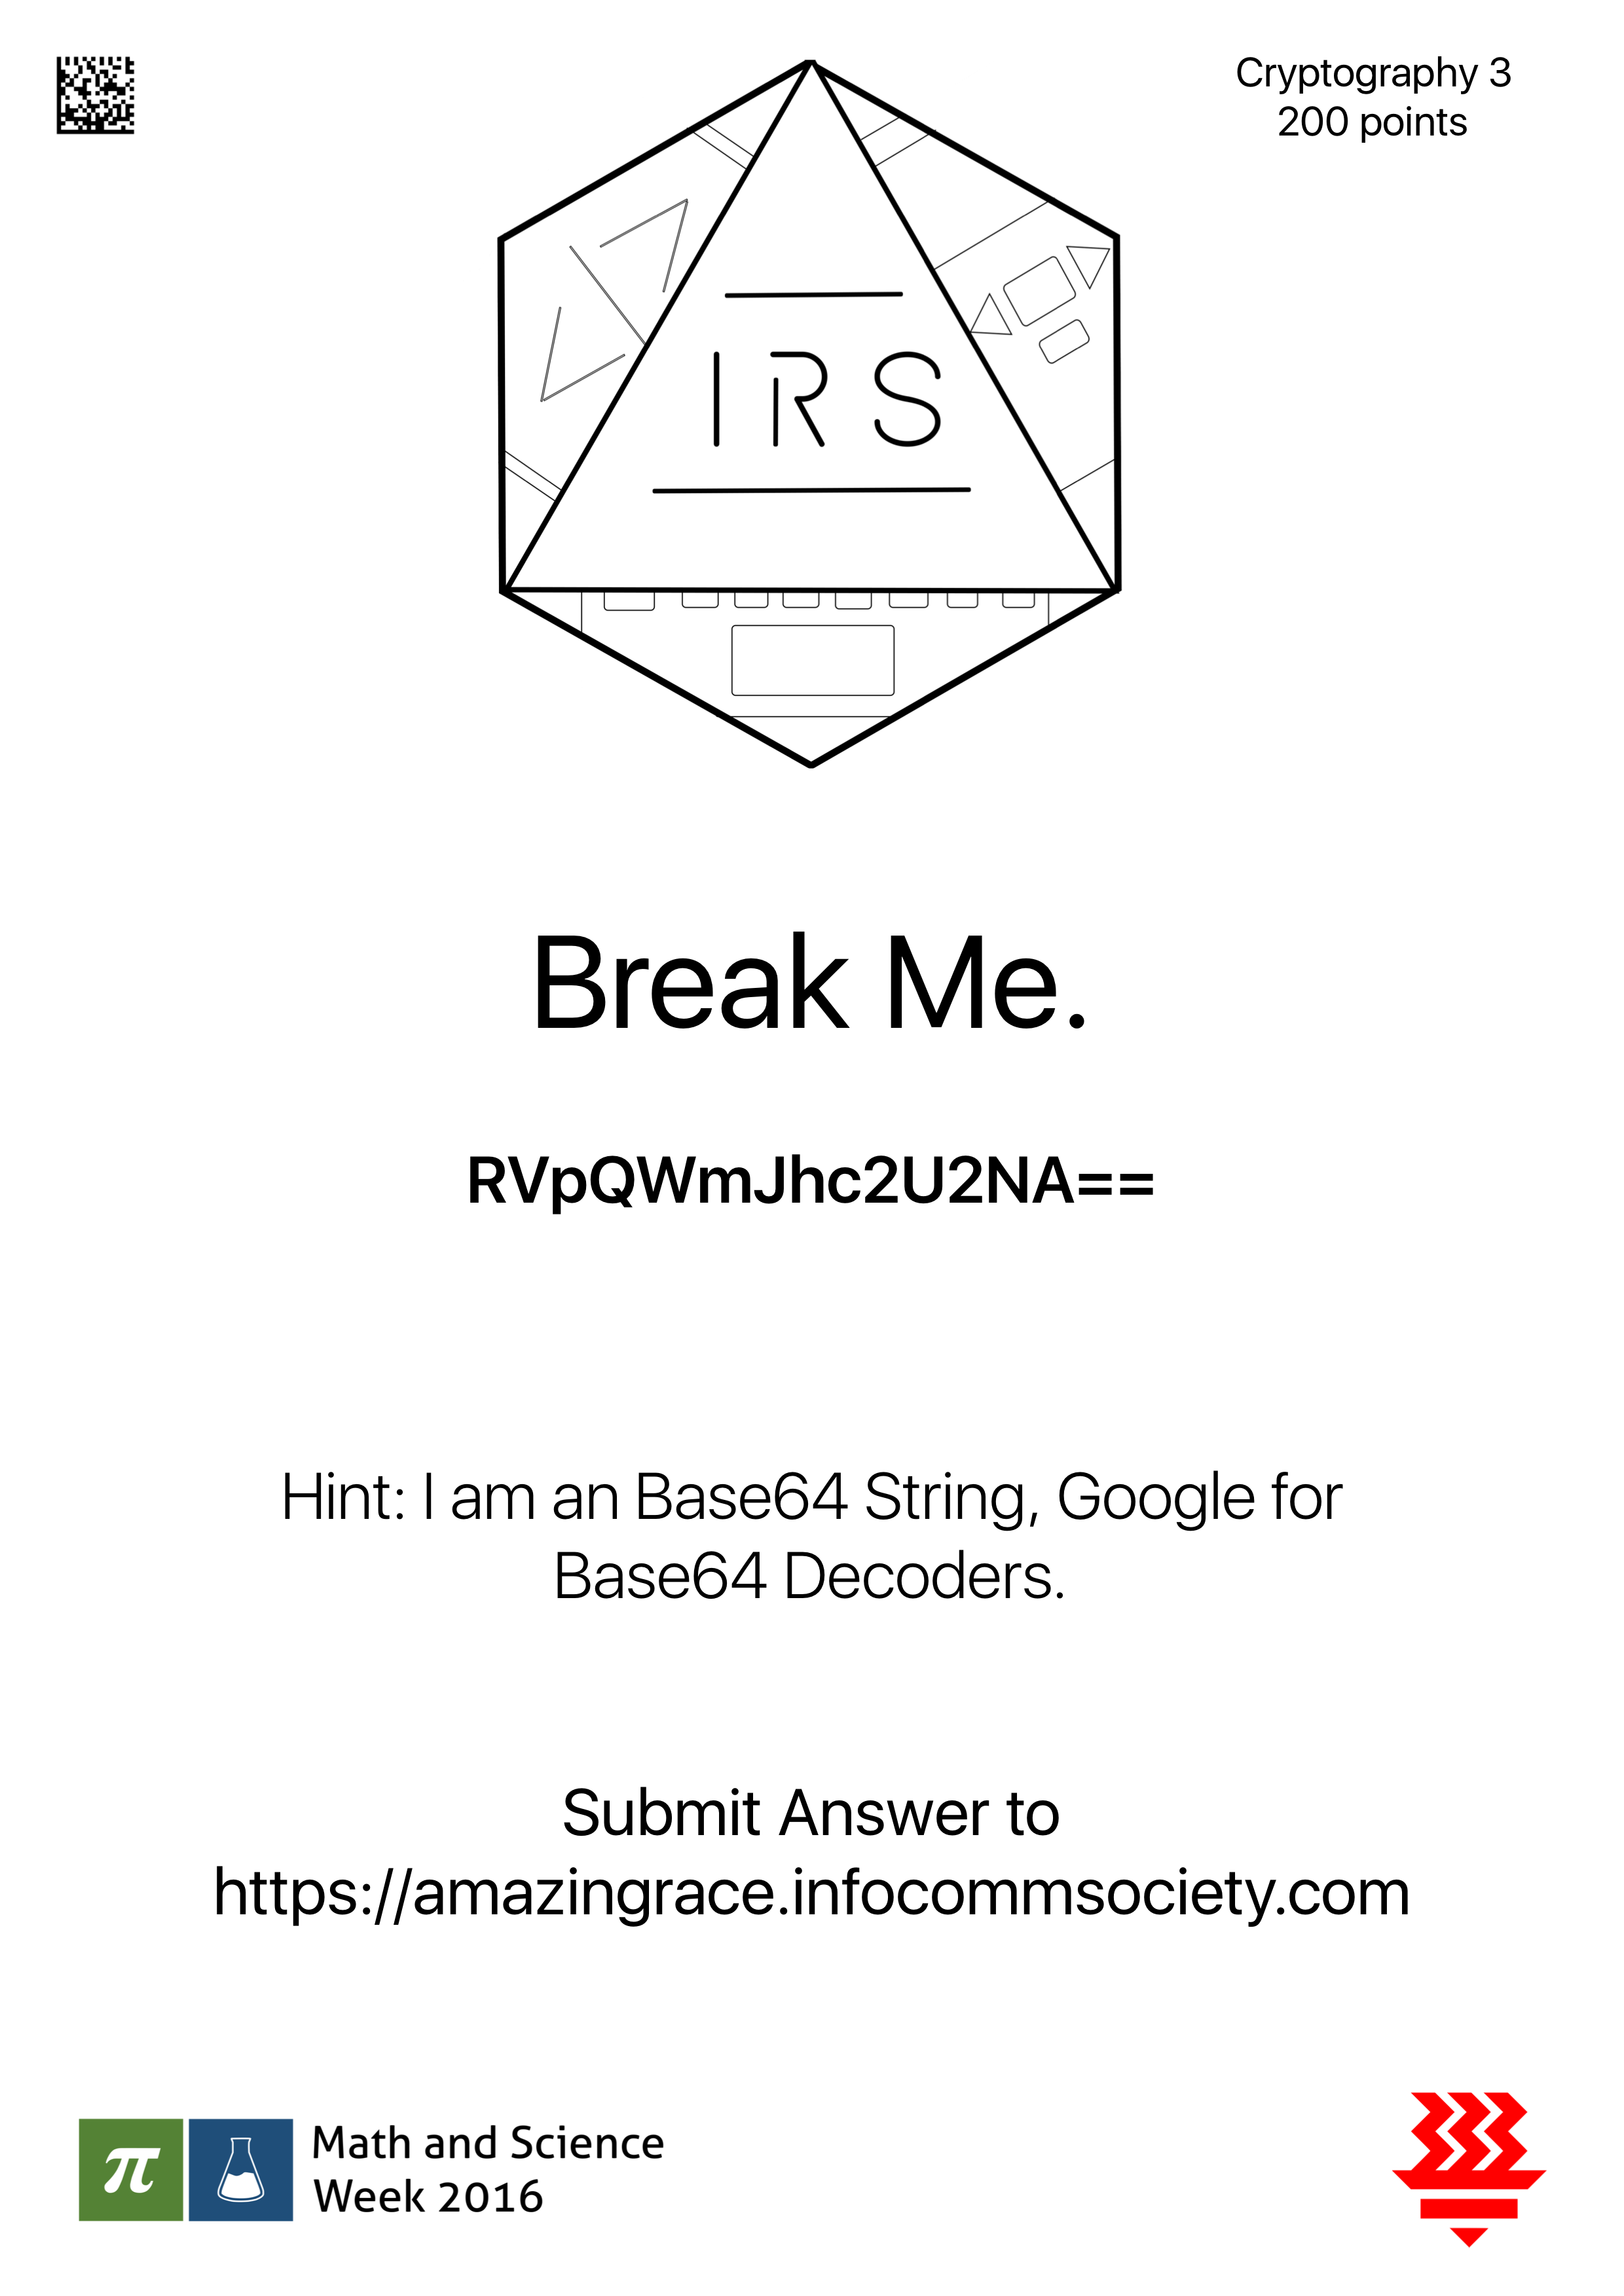 Cryptography 3
200 points
IRS
Break Me.
RVpQWmJhc2U2NA==
Hint: I am an Base64 String, Google for
Base64 Decoders.
Submit Answer to
https://amazingrace.infocommsociety.com
π
Math and Science
Week 2016